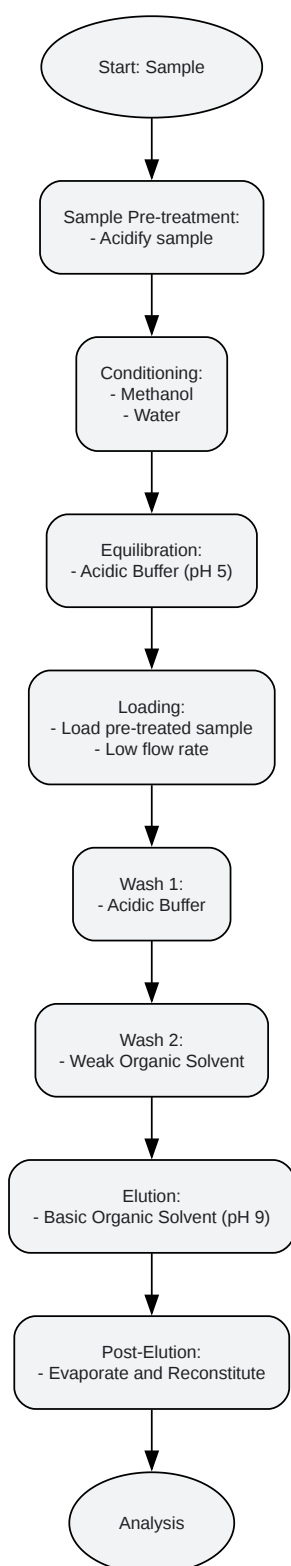 Start: Sample
Sample Pre-treatment:
- Acidify sample
Conditioning:
- Methanol
- Water
Equilibration:
- Acidic Buffer (pH 5)
Loading:
- Load pre-treated sample
- Low flow rate
Wash 1:
- Acidic Buffer
Wash 2:
- Weak Organic Solvent
Elution:
- Basic Organic Solvent (pH 9)
Post-Elution:
- Evaporate and Reconstitute
Analysis